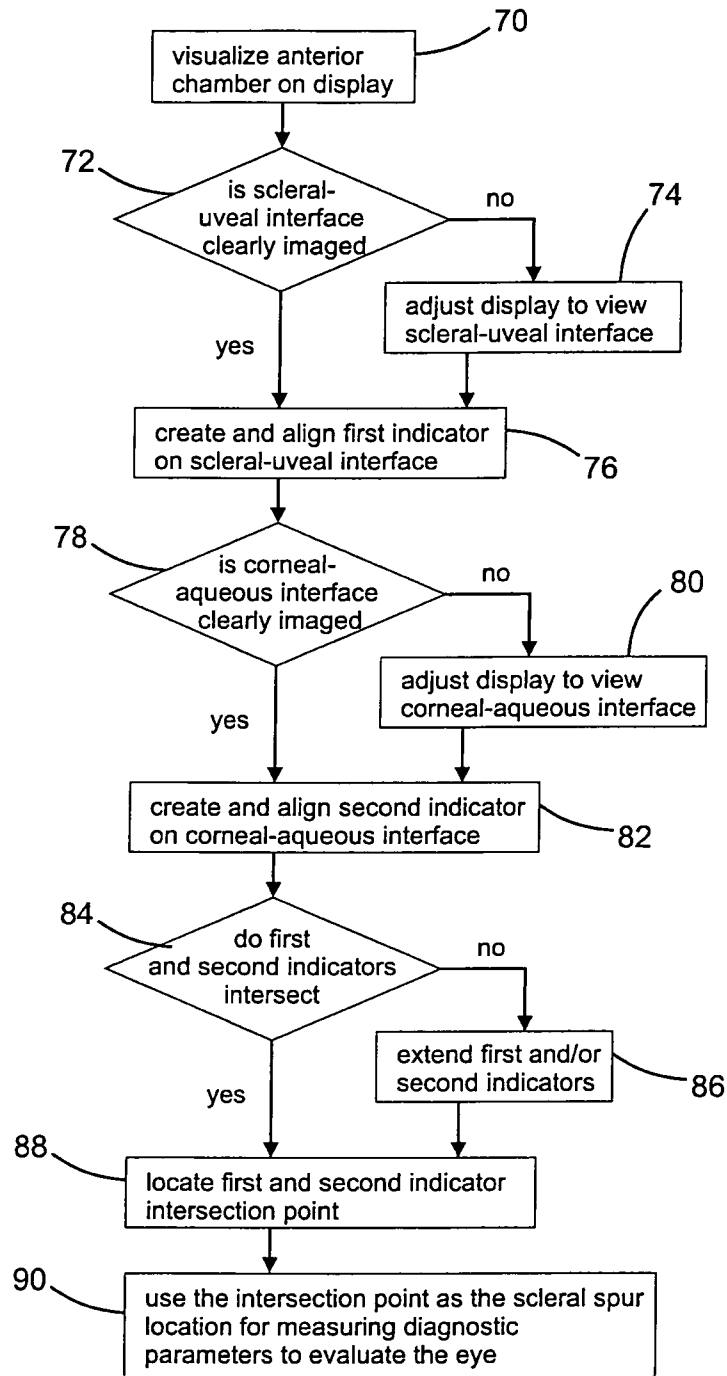 70
visualize anterior
chamber on display
72
is scleral-
uveal interface
clearly imaged
no
74
adjust display to view
scleral-uveal interface
yes
create and align first indicator
on scleral-uveal interface
76
78
is corneal-
aqueous interface
clearly imaged
no
80
adjust display to view
corneal-aqueous interface
yes
create and align second indicator
on corneal-aqueous interface
82
84
do first
and second indicators
intersect
no
extend first and/or
second indicators
86
yes
88
locate first and second indicator
intersection point
90
use the intersection point as the scleral spur
location for measuring diagnostic
parameters to evaluate the eye